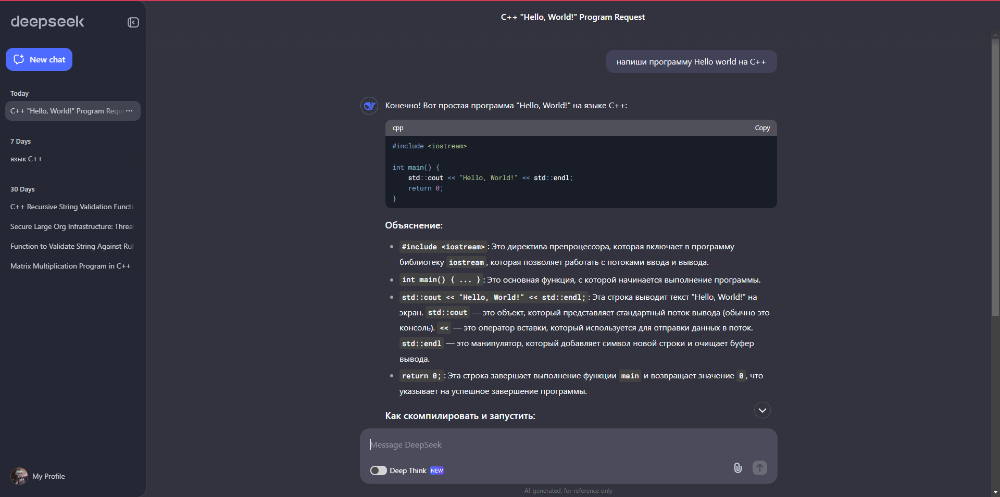 deepseek
New chat
Today
C++ "Hello, World!" Program Requ
7 Days
язык C++
30 Days
C++ Recursive String Validation Functi
Secure Large Org Infrastructure: Threa
Function to Validate String Against Rul
Matrix Multiplication Program in C++
My Profile
C++ "Hello, World!" Program Request
напиши программу Hello world на C++
Конечно! Вот простая программа "Hello, World!" на языке C++:
cpp
Copy
#include <iostream>
int main() {
    std::cout << "Hello, World!" << std::endl;
    return 0;
}
Объяснение:
#include <iostream>: Это директива препроцессора, которая включает в программу
библиотеку iostream, которая позволяет работать с потоками ввода и вывода.
int main() { ... }: Это основная функция, с которой начинается выполнение программы.
std::cout << "Hello, World!" << std::endl;: Эта строка выводит текст "Hello, World!" на
экран. std::cout — это объект, который представляет стандартный поток вывода (обычно это
консоль). << — это оператор вставки, который используется для отправки данных в поток.
std::endl — это манипулятор, который добавляет символ новой строки и очищает буфер
вывода.
return 0;: Эта строка завершает выполнение функции main и возвращает значение 0, что
указывает на успешное завершение программы.
Как скомпилировать и запустить:
Message DeepSeek
Deep Think NEW
AI-generated, for reference only